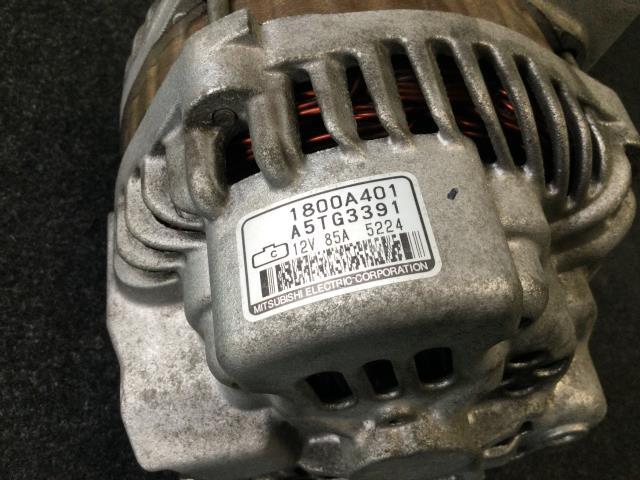 1800A401
A5TG3391
C 12V 85A 5224
MITSUBISHI ELECTRIC CORPORATION